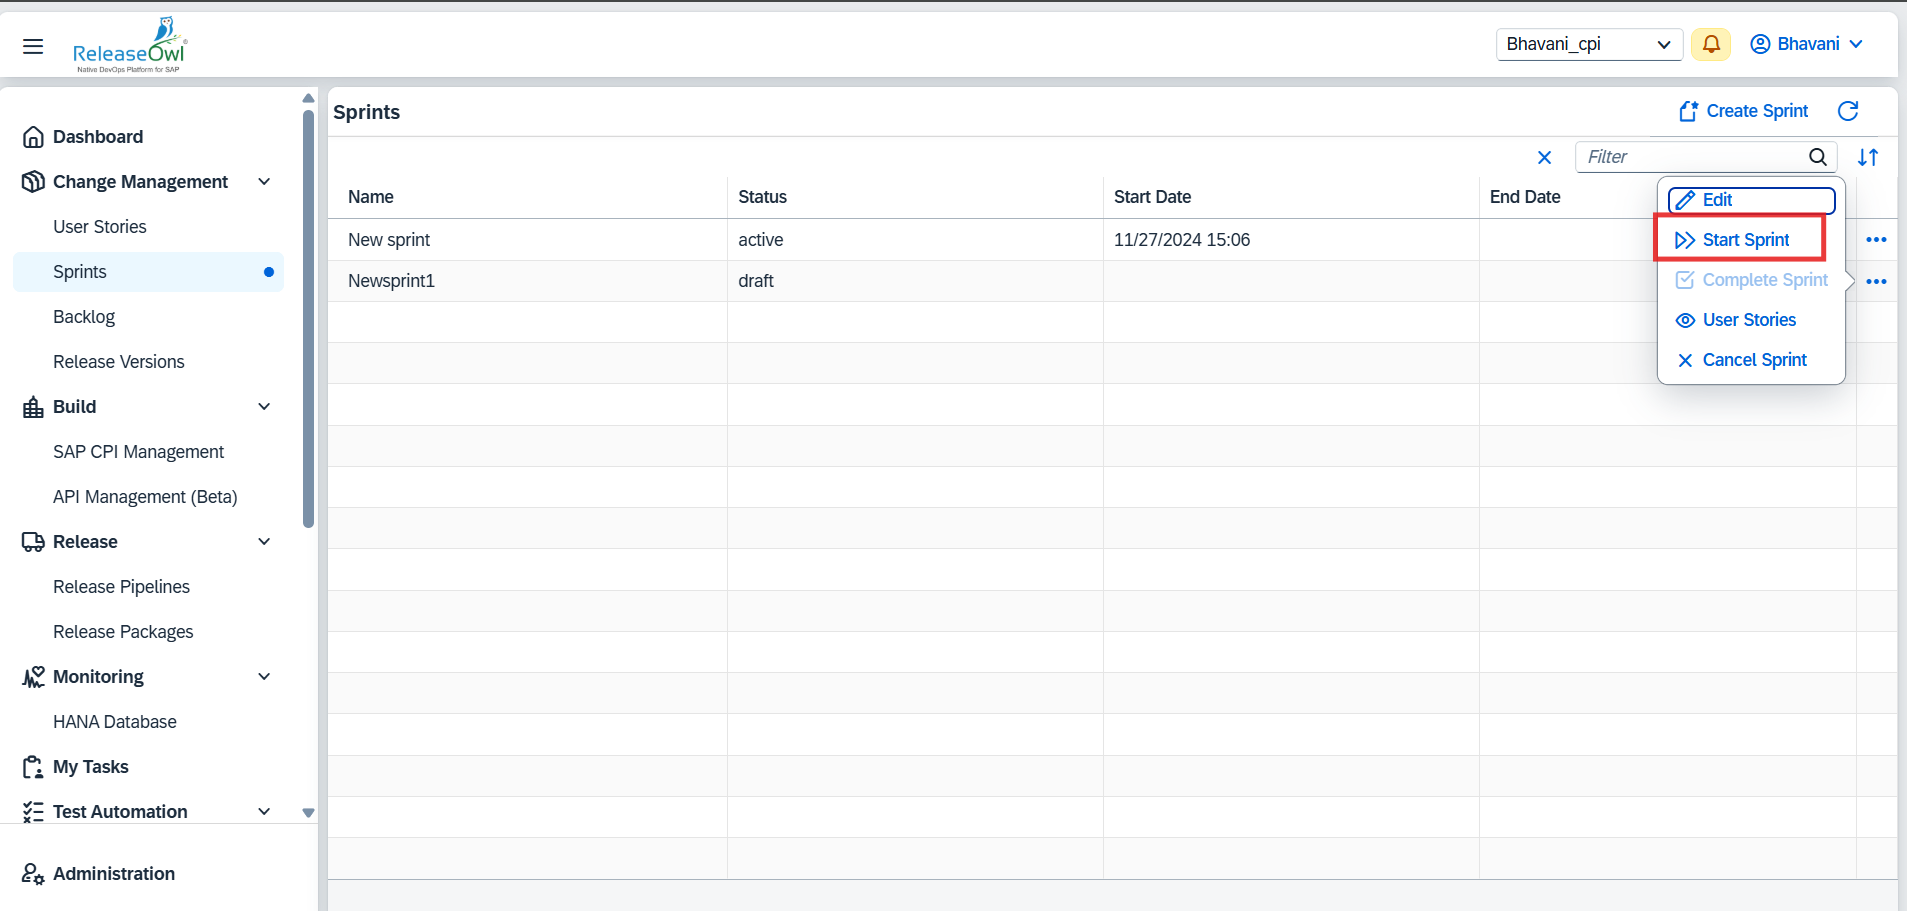 ReleaseOwl
Native DevOps Platform for SAP
Bhavani_cpi
Bhavani
Dashboard
Change Management
User Stories
Sprints
Backlog
Release Versions
Build
SAP CPI Management
API Management (Beta)
Release
Release Pipelines
Release Packages
Monitoring
HANA Database
My Tasks
Test Automation
Administration
Sprints
Create Sprint
Filter
Name Status Start Date End Date
New sprint active 11/27/2024 15:06
Newsprint1 draft
Edit
Start Sprint
Complete Sprint
User Stories
Cancel Sprint